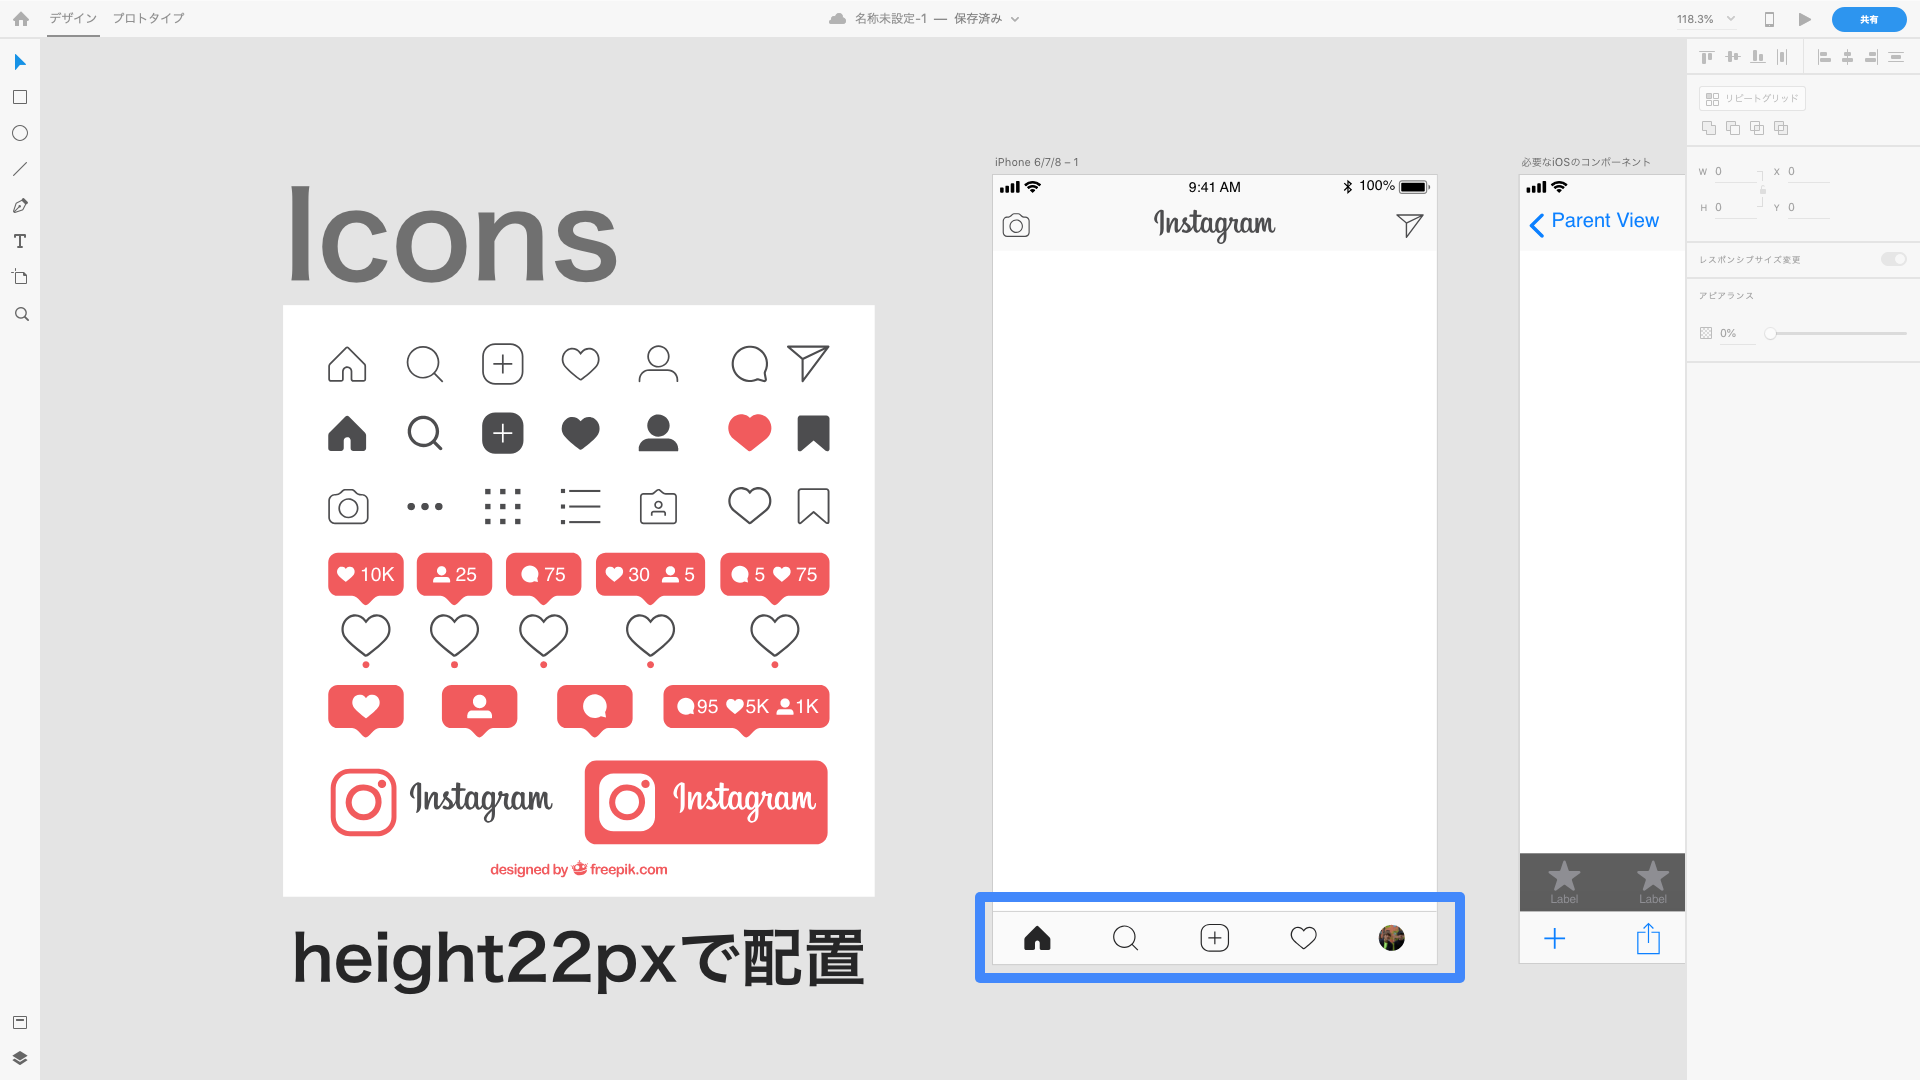 デザイン プロトタイプ 名称未設定-1 — 保存済み 118.3% 共有
リピートグリッド
W 0 X 0
H 0 Y 0
レスポンシブサイズ変更
アピアランス
0%
Icons
10K 25 75 30 5 5 75
95 5K 1K
Instagram Instagram
designed by freepik.com
height22pxで配置
iPhone 6/7/8 – 1
9:41 AM 100%
Instagram
必要なiOSのコンポーネント
Parent View
Label Label